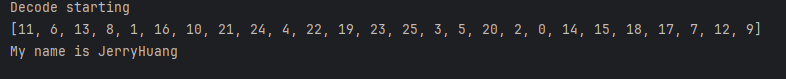 Decode starting
[11, 6, 13, 8, 1, 16, 10, 21, 24, 4, 22, 19, 23, 25, 3, 5, 20, 2, 0, 14, 15, 18, 17, 7, 12, 9]
My name is JerryHuang